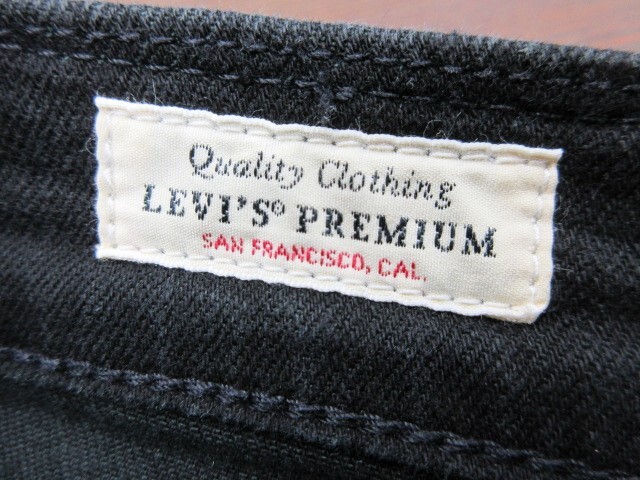 Quality Clothing
LEVI'S® PREMIUM
SAN FRANCISCO, CAL.